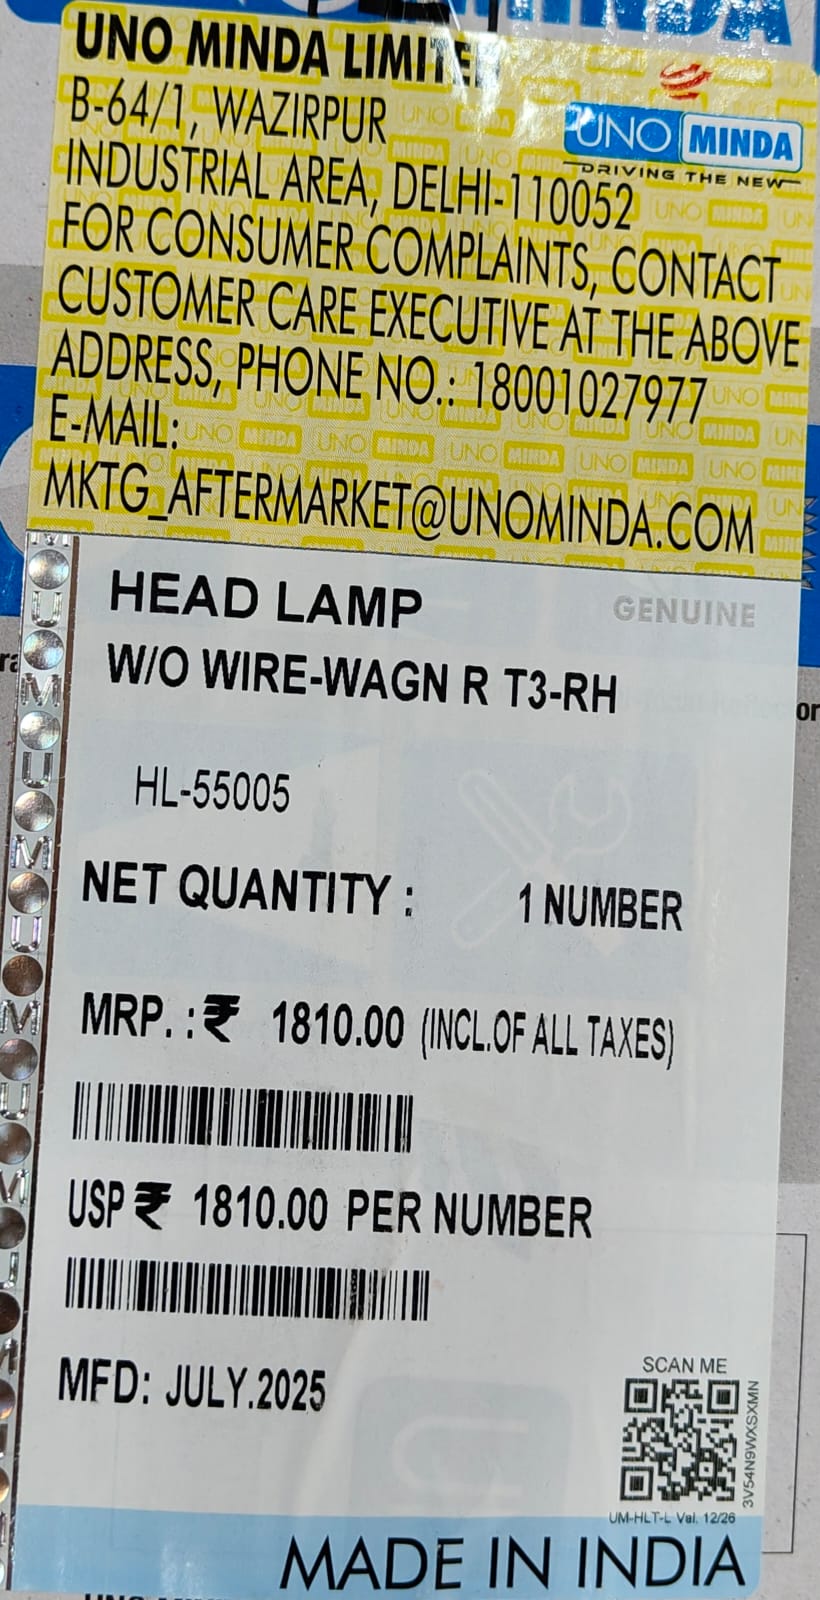 MINDA
UNO MINDA LIMITED
B-64/1, WAZIRPUR
INDUSTRIAL AREA, DELHI-110052
UNO MINDA
DRIVING THE NEW
FOR CONSUMER COMPLAINTS, CONTACT
CUSTOMER CARE EXECUTIVE AT THE ABOVE
ADDRESS, PHONE NO.: 18001027977
E-MAIL:
MKTG_AFTERMARKET@UNOMINDA.COM
HEAD LAMP
GENUINE
W/O WIRE-WAGN R T3-RH
HL-55005
NET QUANTITY : 1 NUMBER
MRP. : ₹ 1810.00 (INCL.OF ALL TAXES)
USP ₹ 1810.00 PER NUMBER
MFD: JULY.2025
SCAN ME
3V54N9WXSXMN
UM-HLT-L Val. 12/26
MADE IN INDIA